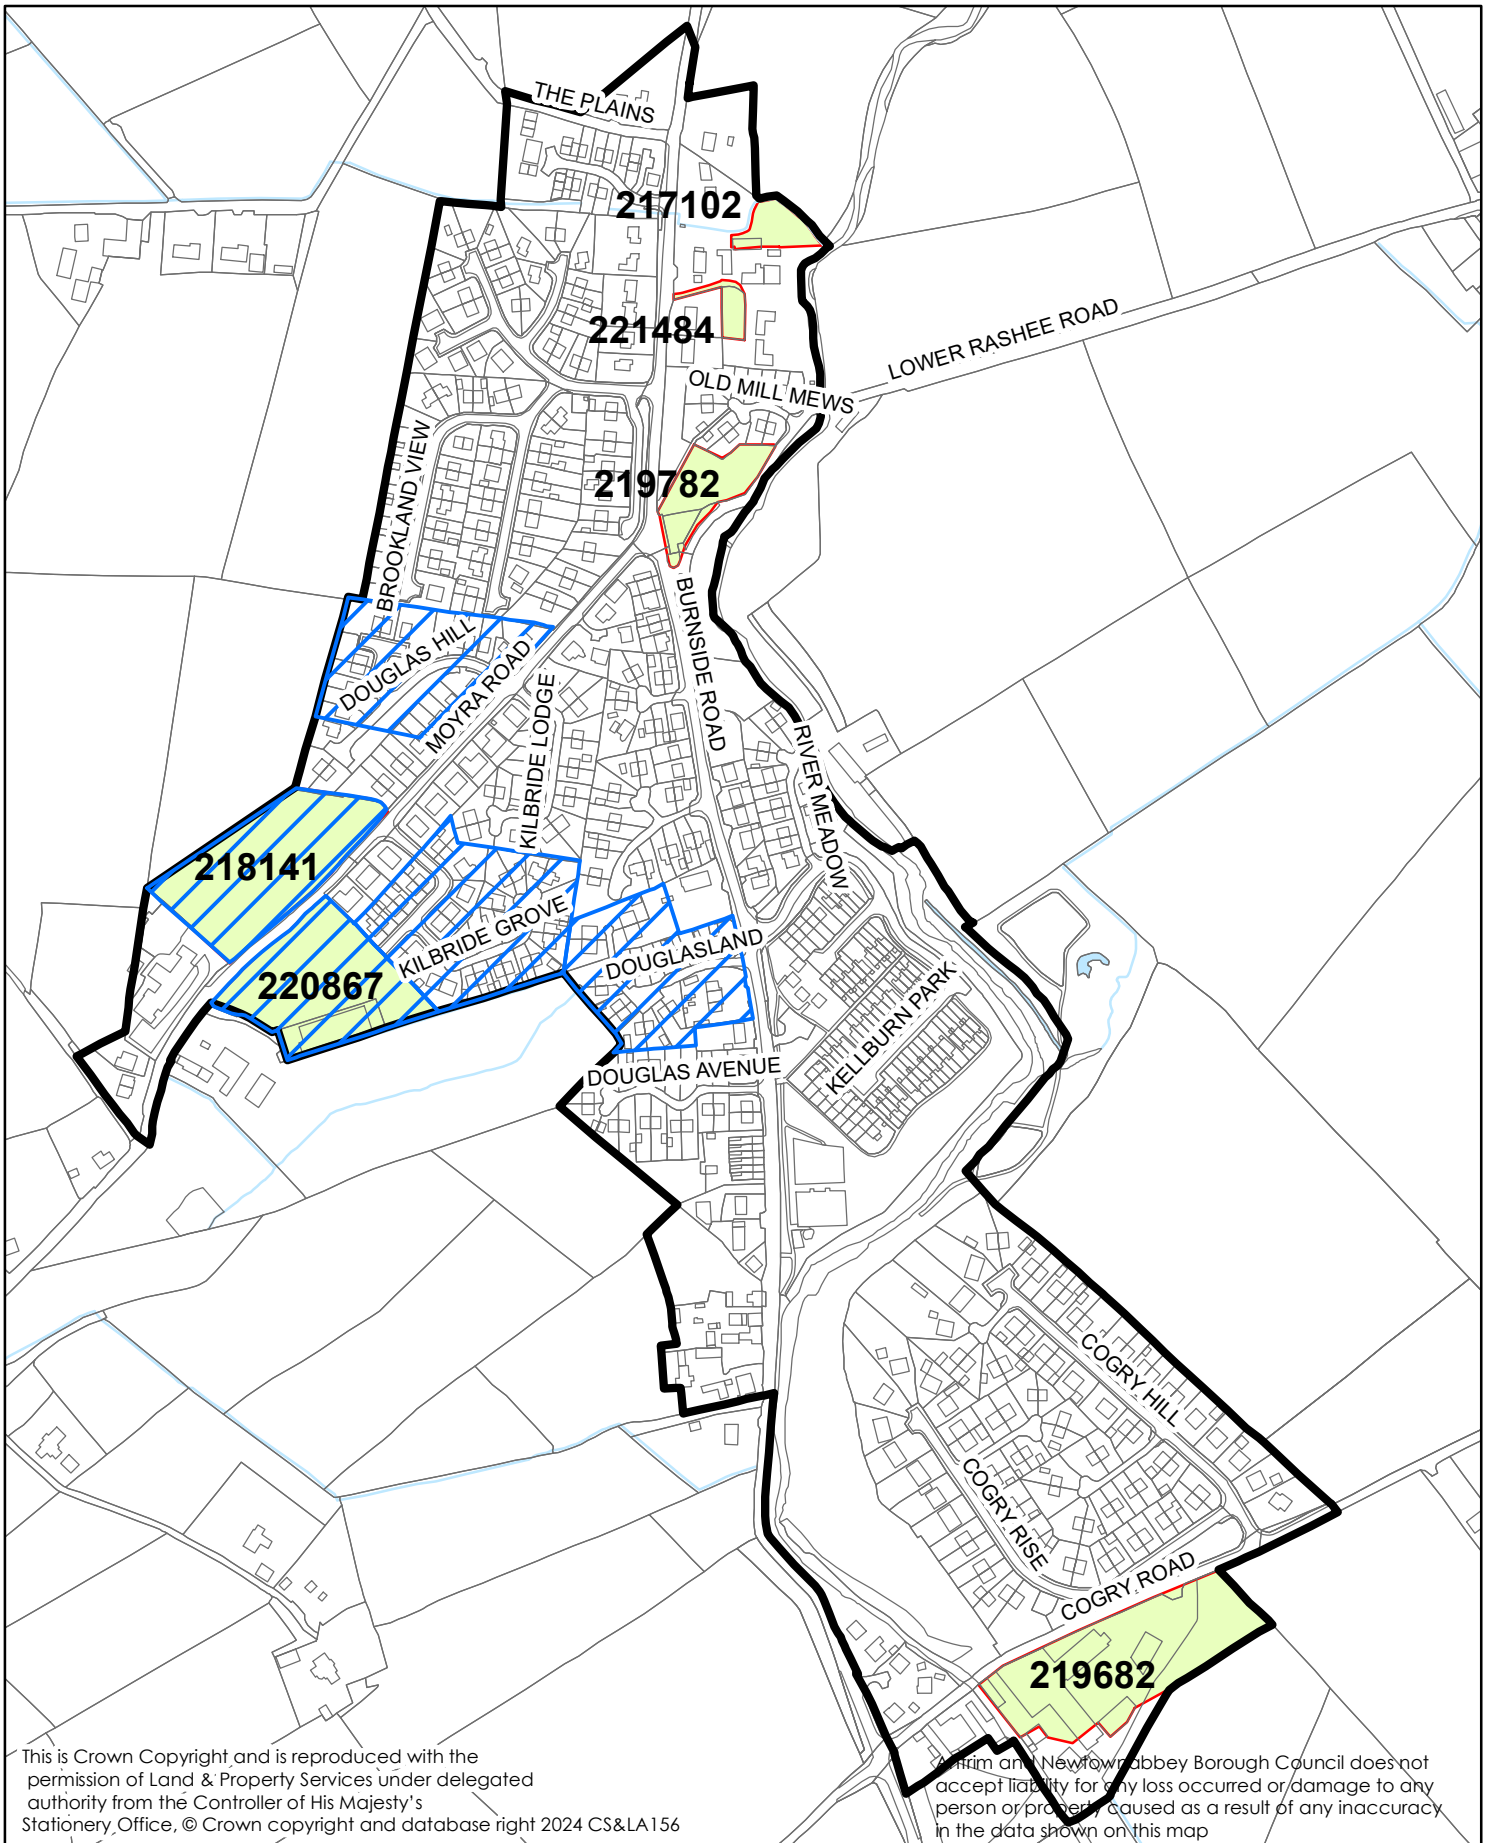 THE PLAINS
217102
221484
LOWER RASHEE ROAD
OLD MILL MEWS
BROOKLAND VIEW
219782
BURNSIDE ROAD
DOUGLAS HILL
MOYRA ROAD
KILBRIDE LODGE
RIVER MEADOW
218141
KILBRIDE GROVE
DOUGLASLAND
220867
KELLBURN PARK
DOUGLAS AVENUE
COGRY HILL
COGRY RISE
COGRY ROAD
219682
This is Crown Copyright and is reproduced with the
permission of Land & Property Services under delegated
authority from the Controller of His Majesty's
Stationery Office, © Crown copyright and database right 2024 CS&LA156
Antrim and Newtownabbey Borough Council does not
accept liability for any loss occurred or damage to any
person or property caused as a result of any inaccuracy
in the data shown on this map